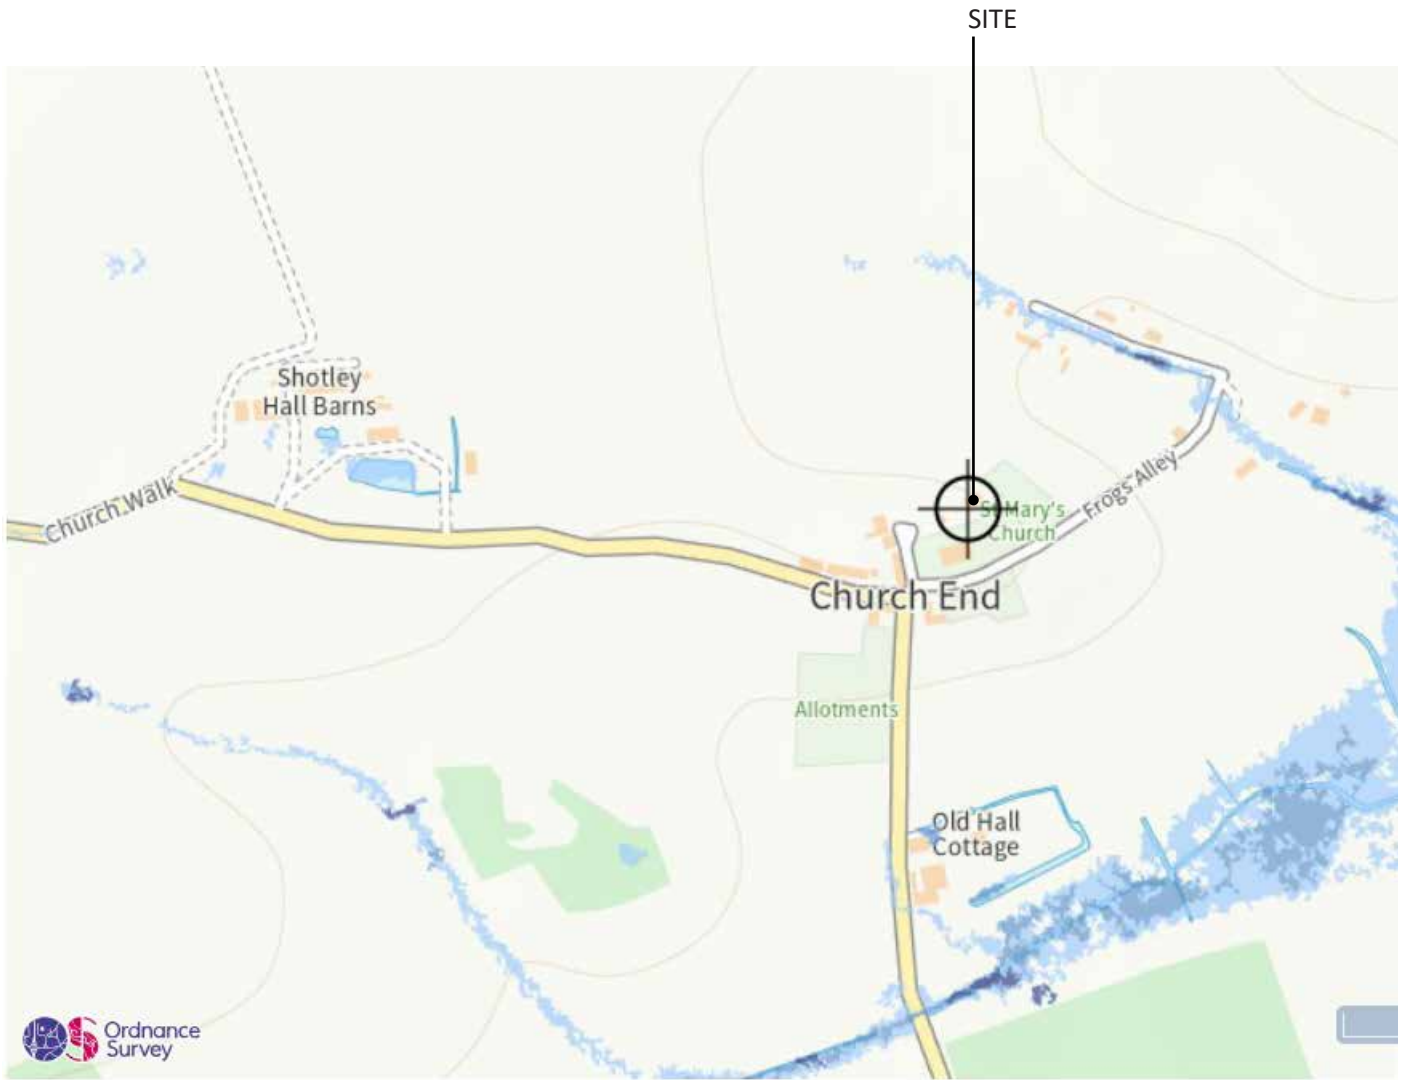 SITE
Shotley
Hall Barns
Church Walk
Frogs Alley
St Mary's
Church
Church End
Allotments
Old Hall
Cottage
Ordnance
Survey